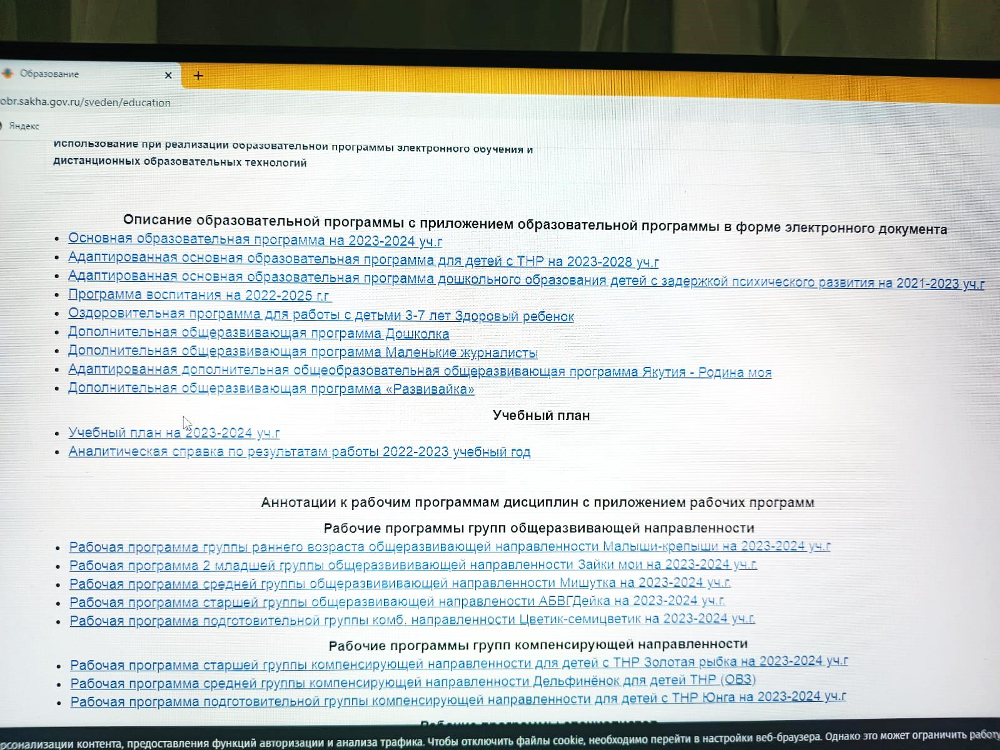 Образование
obr.sakha.gov.ru/sveden/education
Яндекс
Использование при реализации образовательной программы электронного обучения и
дистанционных образовательных технологий
Описание образовательной программы с приложением образовательной программы в форме электронного документа
Основная образовательная программа на 2023-2024 уч.г
Адаптированная основная образовательная программа для детей с ТНР на 2023-2028 уч.г
Адаптированная основная образовательная программа дошкольного образования детей с задержкой психического развития на 2021-2023 уч.г
Программа воспитания на 2022-2025 г.г
Оздоровительная программа для работы с детьми 3-7 лет Здоровый ребенок
Дополнительная общеразвивающая программа Дошколка
Дополнительная общеразвивающая программа Маленькие журналисты
Адаптированная дополнительная общеобразовательная общеразвивающая программа Якутия - Родина моя
Дополнительная общеразвивающая программа «Развивайка»
Учебный план
Учебный план на 2023-2024 уч.г
Аналитическая справка по результатам работы 2022-2023 учебный год
Аннотации к рабочим программам дисциплин с приложением рабочих программ
Рабочие программы групп общеразвивающей направленности
Рабочая программа группы раннего возраста общеразвивающей направленности Малыши-крепыши на 2023-2024 уч.г
Рабочая программа 2 младшей группы общеразвививающей направленности Зайки мои на 2023-2024 уч.г.
Рабочая программа средней группы общеразвививающей направленности Мишутка на 2023-2024 уч.г.
Рабочая программа старшей группы общеразвивающей направлености АБВГДейка на 2023-2024 уч.г.
Рабочая программа подготовительной группы комб. направленности Цветик-семицветик на 2023-2024 уч.г.
Рабочие программы групп компенсирующей направленности
Рабочая программа старшей группы компенсирующей направленности для детей с ТНР Золотая рыбка на 2023-2024 уч.г
Рабочая программа средней группы компенсирующей направленности Дельфинёнок для детей ТНР (ОВЗ)
Рабочая программа подготовительной группы компенсирующей направленности для детей с ТНР Юнга на 2023-2024 уч.г
Рабочие программы специалистов
рсонализации контента, предоставления функций авторизации и анализа трафика. Чтобы отключить файлы cookie, необходимо перейти в настройки веб-браузера. Однако это может ограничить работу